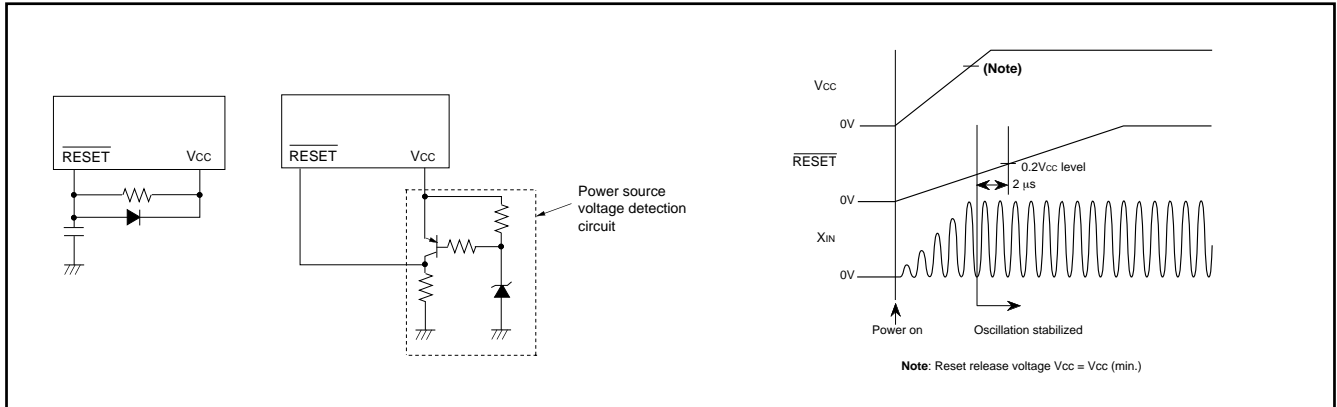 RESET
Vcc
RESET
Vcc
Power source
voltage detection
circuit
Vcc
(Note)
0V
RESET
0.2Vcc level
2 μs
0V
XIN
0V
Power on
Oscillation stabilized
Note: Reset release voltage Vcc = Vcc (min.)